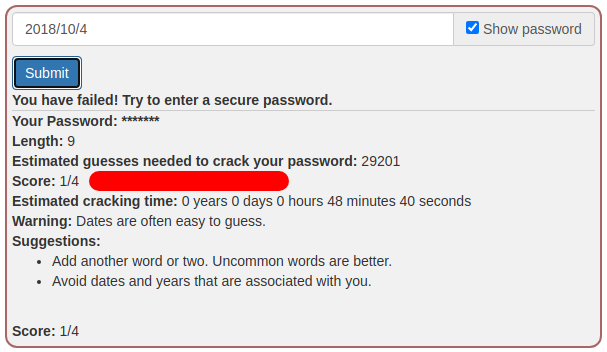 2018/10/4 Show password
Submit
You have failed! Try to enter a secure password.
Your Password: *******
Length: 9
Estimated guesses needed to crack your password: 29201
Score: 1/4
Estimated cracking time: 0 years 0 days 0 hours 48 minutes 40 seconds
Warning: Dates are often easy to guess.
Suggestions:
• Add another word or two. Uncommon words are better.
• Avoid dates and years that are associated with you.
Score: 1/4